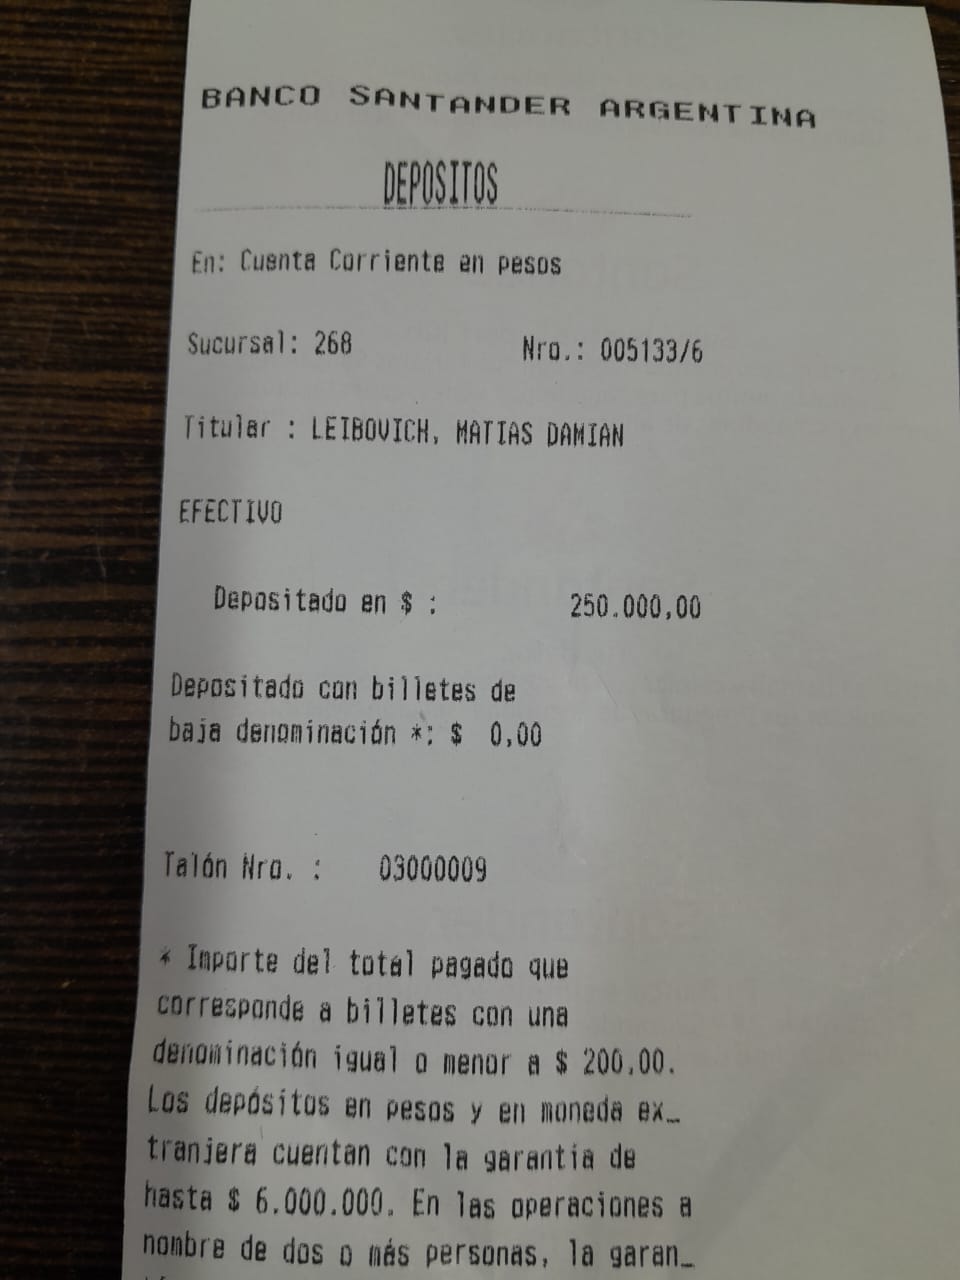 BANCO SANTANDER ARGENTINA
DEPOSITOS
En: Cuenta Corriente en pesos
Sucursal: 268 Nro.: 005133/6
Titular : LEIBOVICH, MATIAS DAMIAN
EFECTIVO
Depositado en $ : 250.000,00
Depositado con billetes de
baja denominación *: $ 0,00
Talón Nro. : 03000009
* Importe del total pagado que
corresponde a billetes con una
denominación igual o menor a $ 200,00.
Los depósitos en pesos y en moneda ex_
tranjera cuentan con la garantía de
hasta $ 6.000.000. En las operaciones a
nombre de dos o más personas, la garan_